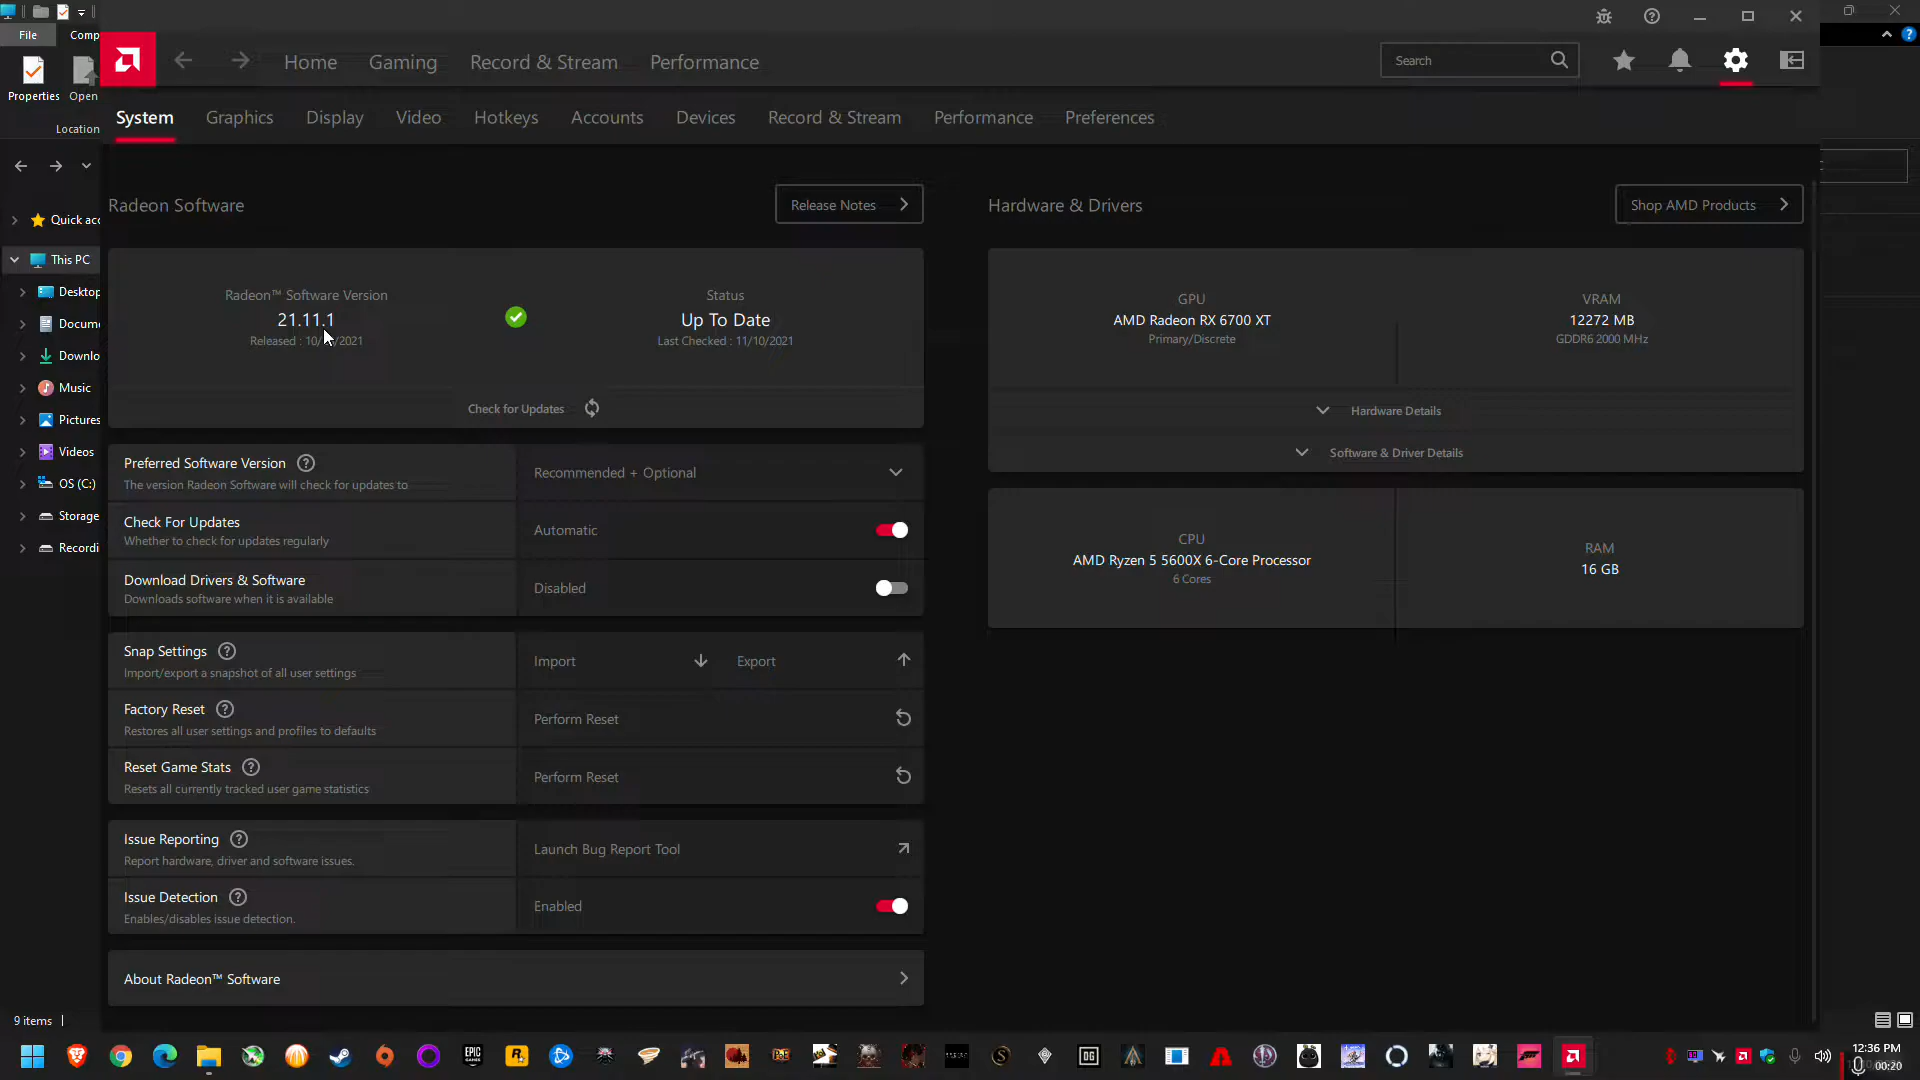 File
Comp
Properties
Open
Location
Home
Gaming
Record & Stream
Performance
Search
System
Graphics
Display
Video
Hotkeys
Accounts
Devices
Record & Stream
Performance
Preferences
Quick acc
This PC
Desktop
Docume
Downlo
Music
Pictures
Videos
OS (C:)
Storage
Recordi
9 items
Radeon Software
Release Notes
Radeon™ Software Version
21.11.1
Released : 10/ /2021
Status
Up To Date
Last Checked : 11/10/2021
Check for Updates
Preferred Software Version
The version Radeon Software will check for updates to
Recommended + Optional
Check For Updates
Whether to check for updates regularly
Automatic
Download Drivers & Software
Downloads software when it is available
Disabled
Snap Settings
Import/export a snapshot of all user settings
Import
Export
Factory Reset
Restores all user settings and profiles to defaults
Perform Reset
Reset Game Stats
Resets all currently tracked user game statistics
Perform Reset
Issue Reporting
Report hardware, driver and software issues.
Launch Bug Report Tool
Issue Detection
Enables/disables issue detection.
Enabled
About Radeon™ Software
Hardware & Drivers
Shop AMD Products
GPU
AMD Radeon RX 6700 XT
Primary/Discrete
VRAM
12272 MB
GDDR6 2000 MHz
Hardware Details
Software & Driver Details
CPU
AMD Ryzen 5 5600X 6-Core Processor
6 Cores
RAM
16 GB
EPIC
GAMES
R
OG
12:36 PM
00:20